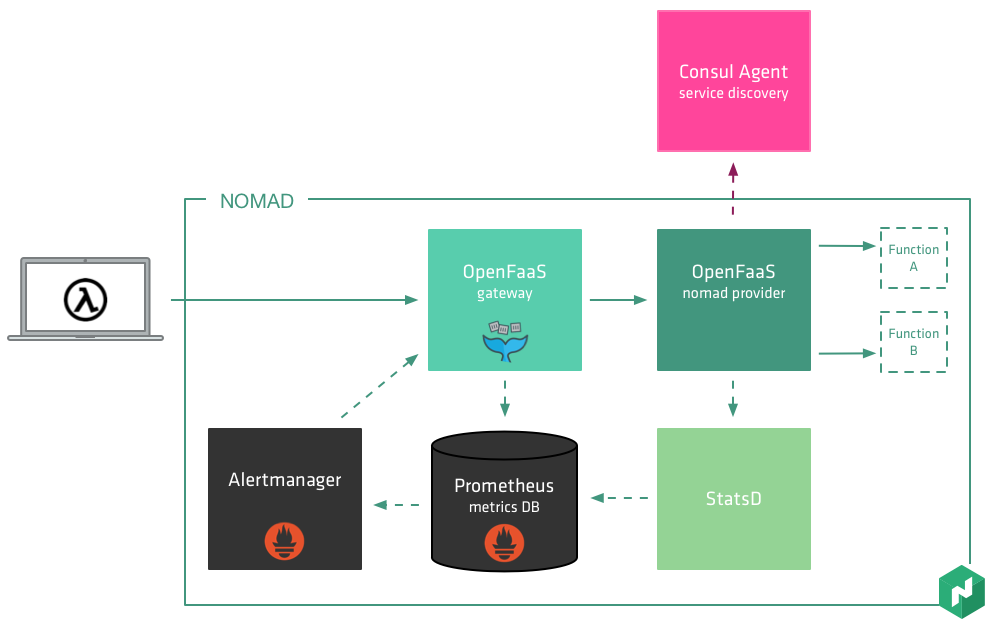 Consul Agent
service discovery
NOMAD
OpenFaaS
gateway
OpenFaaS
nomad provider
Function
A
Function
B
λ
Alertmanager
Prometheus
metrics DB
StatsD